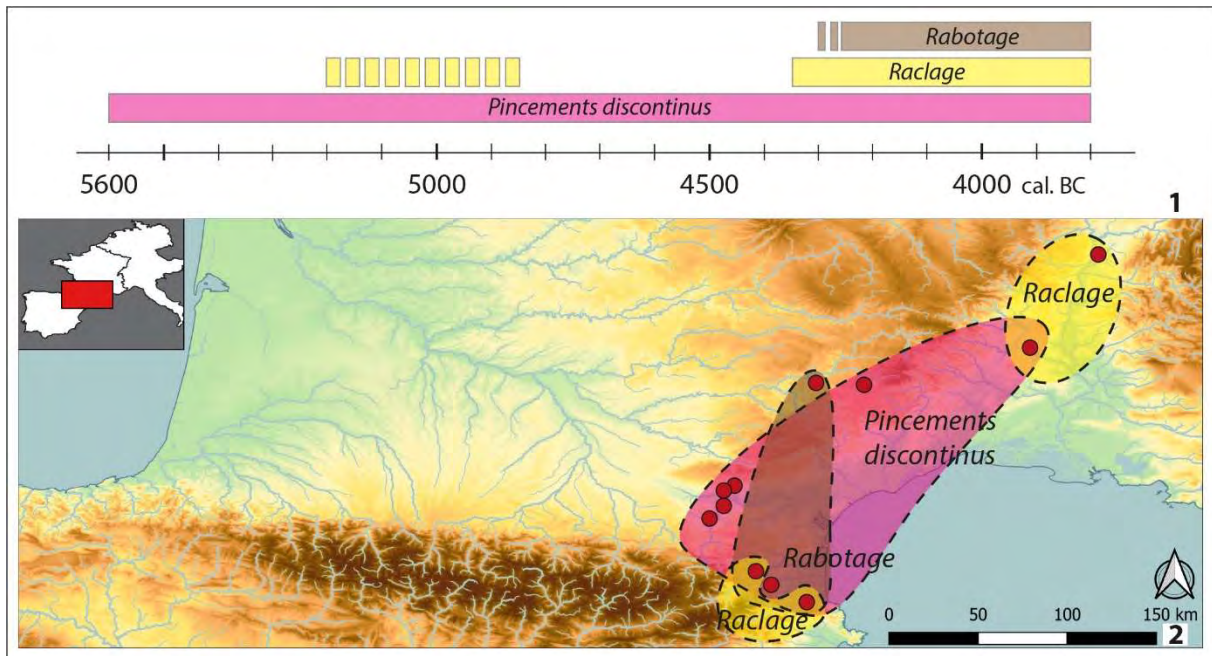 Rabotage
Raclage
Pincements discontinus
5600 5000 4500 4000 cal. BC
1
Raclage
Pincements
discontinus
Rabotage
Raclage
0 50 100 150 km
2